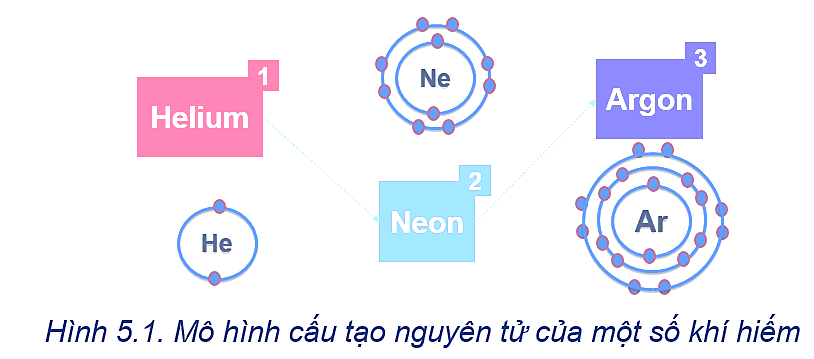 1
Helium
Ne
3
Argon
2
Neon
He
Ar
Hình 5.1. Mô hình cấu tạo nguyên tử của một số khí hiếm